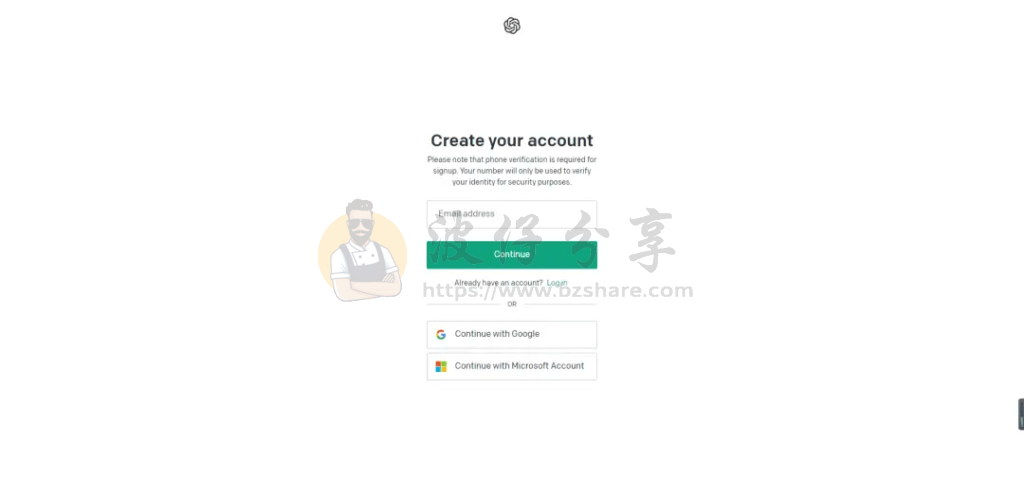 Create your account
Please note that phone verification is required for
signup. Your number will only be used to verify
your identity for security purposes.
Email address
波仔分享
Continue
Already have an account? Log in
https://www.bzshare.com
OR
Continue with Google
Continue with Microsoft Account